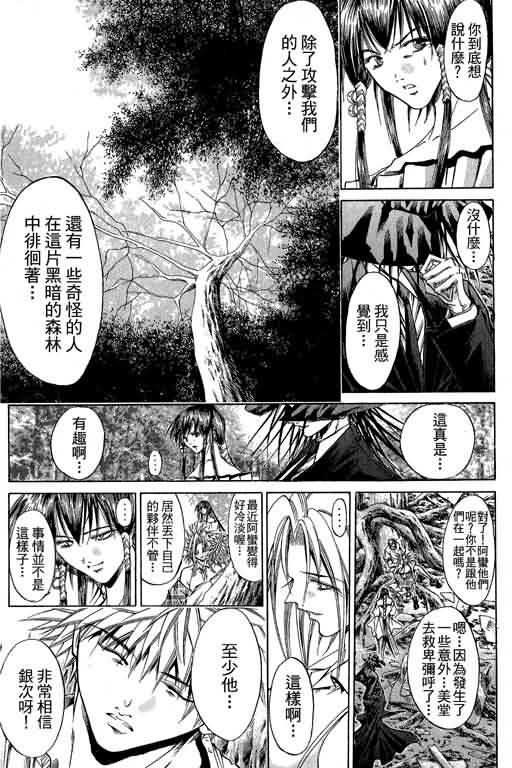 你到底想
說什麼？
沒什麼…
我只是感
覺到…
除了攻擊我們
的人之外…
還有一些奇怪的人
在這片黑暗的森林
中徘徊著…
這真是…
…
有趣啊…
對了！阿蠻他們
呢？你不是跟他
們在一起嗎？
嗯…因為發生了
一些意外…美堂
去救卑彌呼了…
這樣啊…
最近阿蠻變得
好冷淡喔…
居然丟下自己
的夥伴不管…
…
事情並不是
這樣子…
至少他…
非常相信
銀次呀！